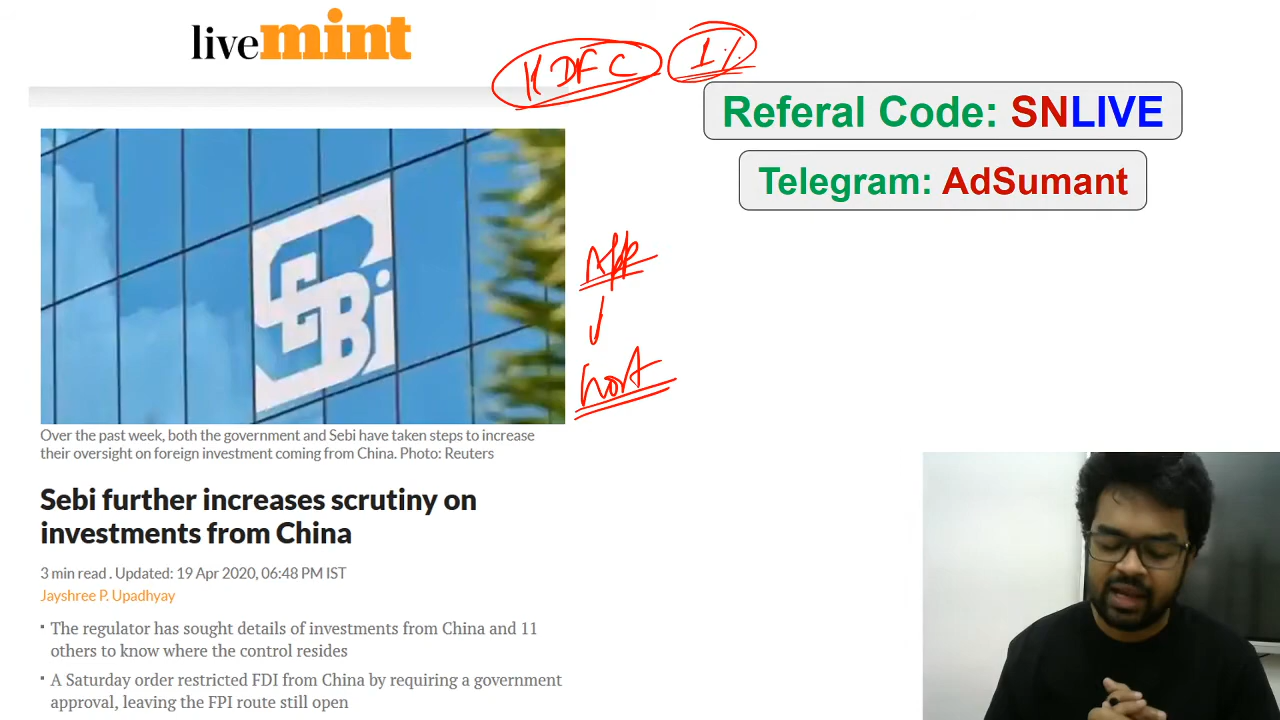 livemint
HDFC 1%
Referal Code: SNLIVE
Telegram: AdSumant
SEBi
App
Govt
Over the past week, both the government and Sebi have taken steps to increase
their oversight on foreign investment coming from China. Photo: Reuters
Sebi further increases scrutiny on
investments from China
3 min read . Updated: 19 Apr 2020, 06:48 PM IST
Jayshree P. Upadhyay
The regulator has sought details of investments from China and 11
others to know where the control resides
A Saturday order restricted FDI from China by requiring a government
approval, leaving the FPI route still open